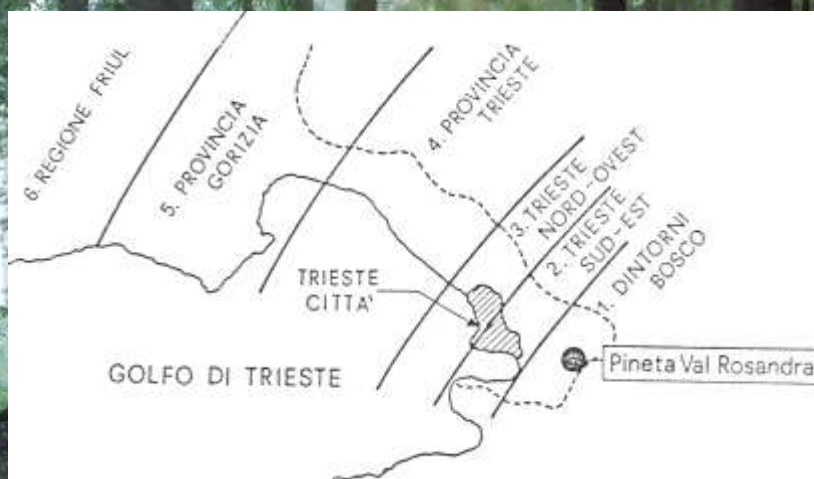 6. REGIONE FRIUL
5. PROVINCIA
GORIZIA
4. PROVINCIA
TRIESTE
3. TRIESTE
NORD-OVEST
2. TRIESTE
SUD-EST
1. DINTORNI
BOSCO
TRIESTE
CITTA'
GOLFO DI TRIESTE
Pineta Val Rosandra